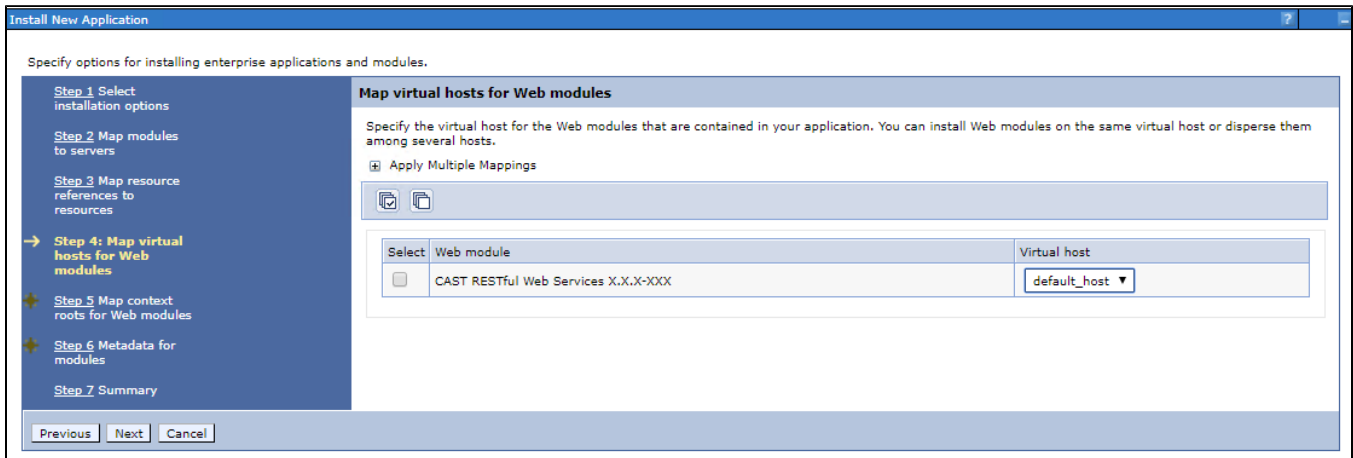 Install New Application
?
Specify options for installing enterprise applications and modules.
Step 1 Select
installation options
Step 2 Map modules
to servers
Step 3 Map resource
references to
resources
Step 4: Map virtual
hosts for Web
modules
Step 5 Map context
roots for Web modules
Step 6 Metadata for
modules
Step 7 Summary
Map virtual hosts for Web modules
Specify the virtual host for the Web modules that are contained in your application. You can install Web modules on the same virtual host or disperse them
among several hosts.
Apply Multiple Mappings
Select Web module Virtual host
CAST RESTful Web Services X.X.X-XXX default_host
Previous Next Cancel